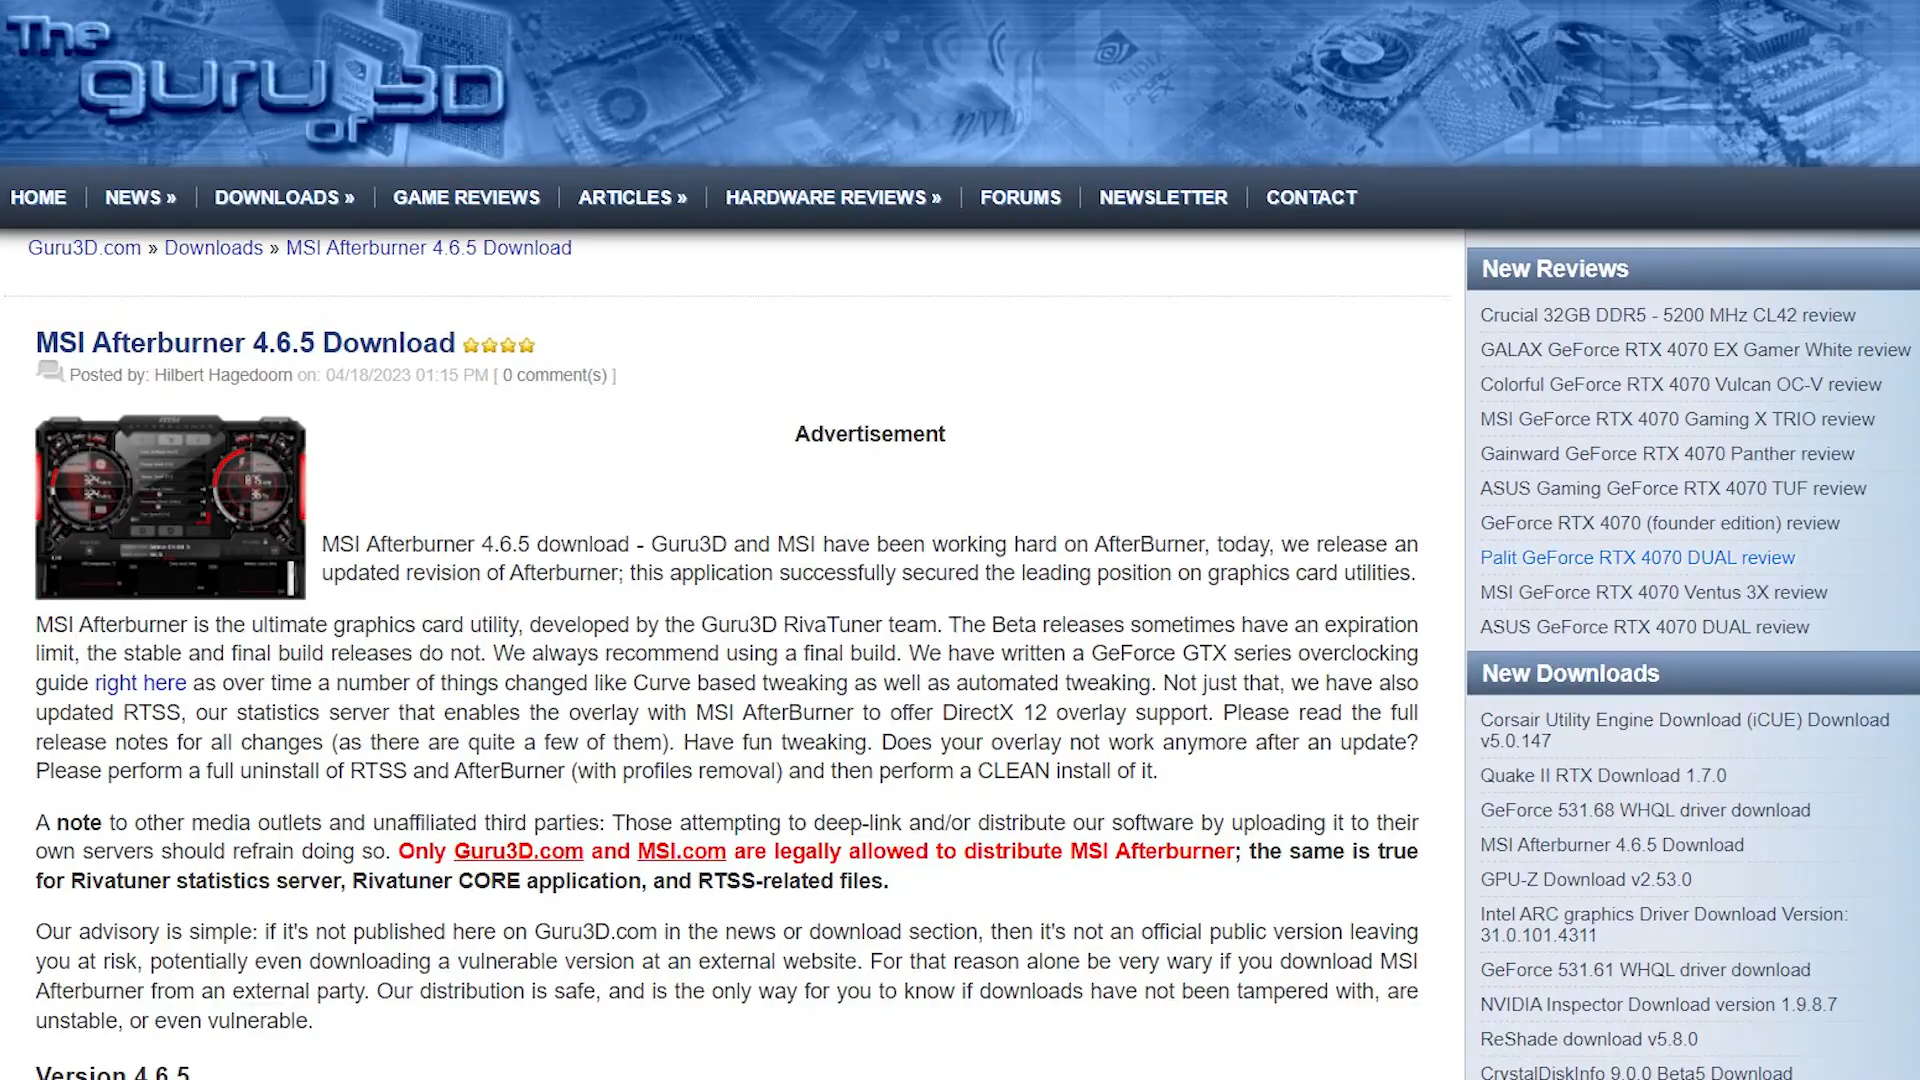 The
guru
of 3D
HOME
NEWS »
DOWNLOADS »
GAME REVIEWS
ARTICLES »
HARDWARE REVIEWS »
FORUMS
NEWSLETTER
CONTACT
Guru3D.com » Downloads » MSI Afterburner 4.6.5 Download
MSI Afterburner 4.6.5 Download
Posted by: Hilbert Hagedoorn on: 04/18/2023 01:15 PM [ 0 comment(s) ]
Advertisement
MSI Afterburner 4.6.5 download - Guru3D and MSI have been working hard on AfterBurner, today, we release an
updated revision of Afterburner; this application successfully secured the leading position on graphics card utilities.
MSI Afterburner is the ultimate graphics card utility, developed by the Guru3D RivaTuner team. The Beta releases sometimes have an expiration
limit, the stable and final build releases do not. We always recommend using a final build. We have written a GeForce GTX series overclocking
guide right here as over time a number of things changed like Curve based tweaking as well as automated tweaking. Not just that, we have also
updated RTSS, our statistics server that enables the overlay with MSI AfterBurner to offer DirectX 12 overlay support. Please read the full
release notes for all changes (as there are quite a few of them). Have fun tweaking. Does your overlay not work anymore after an update?
Please perform a full uninstall of RTSS and AfterBurner (with profiles removal) and then perform a CLEAN install of it.
A note to other media outlets and unaffiliated third parties: Those attempting to deep-link and/or distribute our software by uploading it to their
own servers should refrain doing so. Only Guru3D.com and MSI.com are legally allowed to distribute MSI Afterburner; the same is true
for Rivatuner statistics server, Rivatuner CORE application, and RTSS-related files.
Our advisory is simple: if it's not published here on Guru3D.com in the news or download section, then it's not an official public version leaving
you at risk, potentially even downloading a vulnerable version at an external website. For that reason alone be very wary if you download MSI
Afterburner from an external party. Our distribution is safe, and is the only way for you to know if downloads have not been tampered with, are
unstable, or even vulnerable.
Version 4.6.5
New Reviews
Crucial 32GB DDR5 - 5200 MHz CL42 review
GALAX GeForce RTX 4070 EX Gamer White review
Colorful GeForce RTX 4070 Vulcan OC-V review
MSI GeForce RTX 4070 Gaming X TRIO review
Gainward GeForce RTX 4070 Panther review
ASUS Gaming GeForce RTX 4070 TUF review
GeForce RTX 4070 (founder edition) review
Palit GeForce RTX 4070 DUAL review
MSI GeForce RTX 4070 Ventus 3X review
ASUS GeForce RTX 4070 DUAL review
New Downloads
Corsair Utility Engine Download (iCUE) Download
v5.0.147
Quake II RTX Download 1.7.0
GeForce 531.68 WHQL driver download
MSI Afterburner 4.6.5 Download
GPU-Z Download v2.53.0
Intel ARC graphics Driver Download Version:
31.0.101.4311
GeForce 531.61 WHQL driver download
NVIDIA Inspector Download version 1.9.8.7
ReShade download v5.8.0
CrystalDiskInfo 9.0.0 Beta5 Download